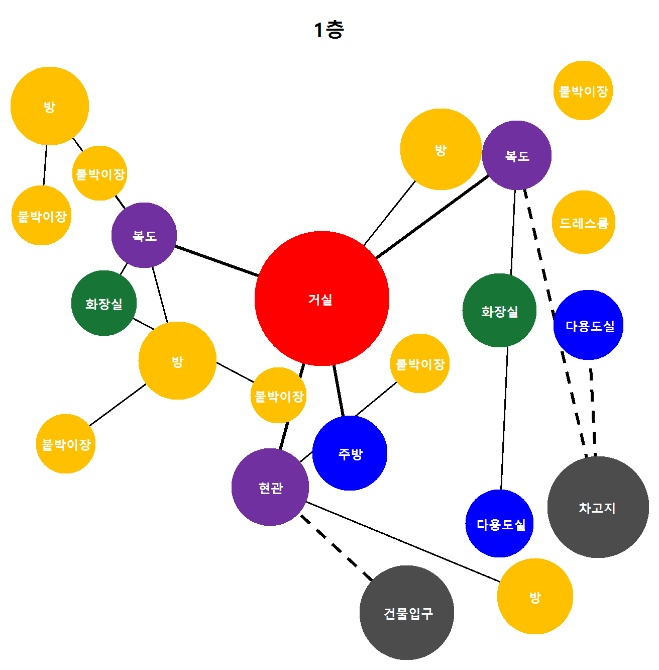 1층
붙박이장
방
방
복도
붙박이장
붙박이장
드레스룸
복도
거실
화장실
화장실
다용도실
방
붙박이장
붙박이장
붙박이장
주방
현관
차고지
다용도실
방
건물입구